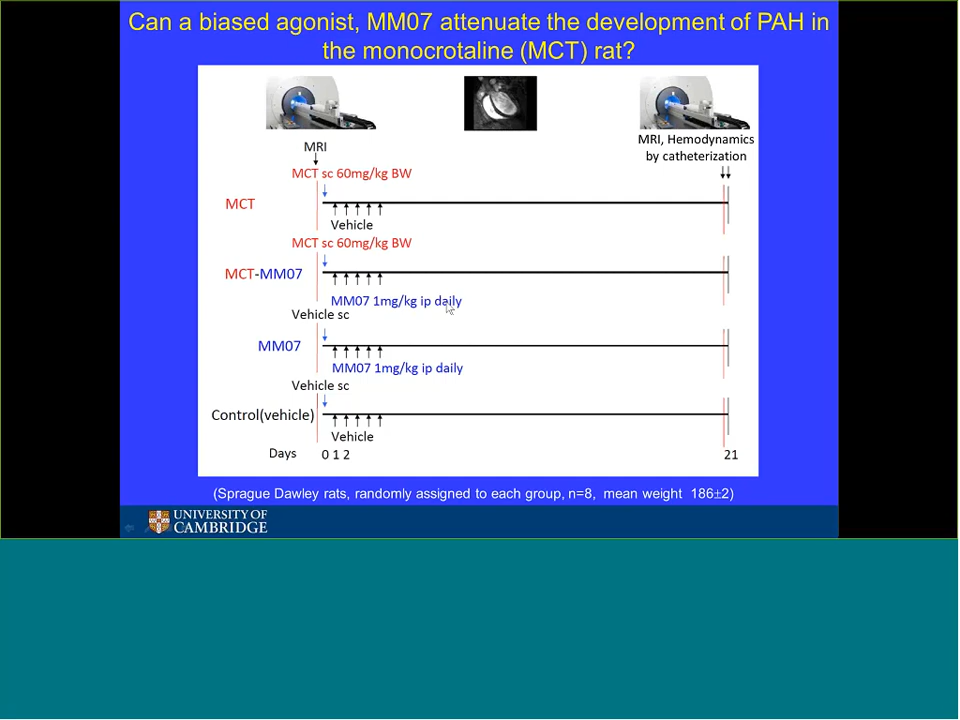 Can a biased agonist, MM07 attenuate the development of PAH in
the monocrotaline (MCT) rat?
MRI, Hemodynamics
by catheterization
MRI
MCT sc 60mg/kg BW
MCT
Vehicle
MCT sc 60mg/kg BW
MCT-MM07
MM07 1mg/kg ip daily
Vehicle sc
MM07
MM07 1mg/kg ip daily
Vehicle sc
Control(vehicle)
Vehicle
Days 0 1 2 21
(Sprague Dawley rats, randomly assigned to each group, n=8, mean weight 186±2)
UNIVERSITY OF
CAMBRIDGE